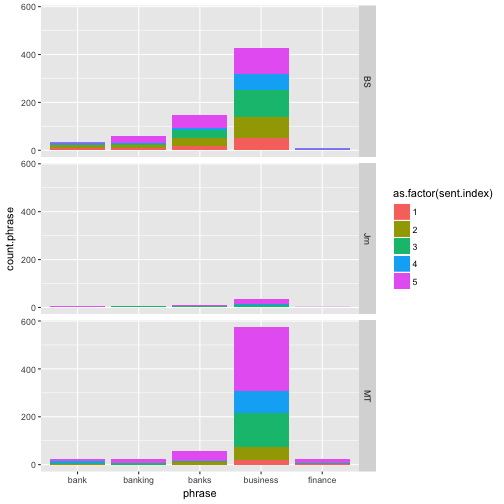 600
400
200
0
BS
600
400
200
0
Jrn
600
400
200
0
MT
count.phrase
bank banking banks business finance
phrase
as.factor(sent.index)
1
2
3
4
5